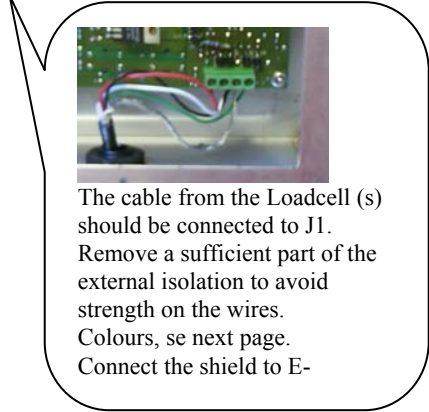 The cable from the Loadcell (s)
should be connected to J1.
Remove a sufficient part of the
external isolation to avoid
strength on the wires.
Colours, se next page.
Connect the shield to E-